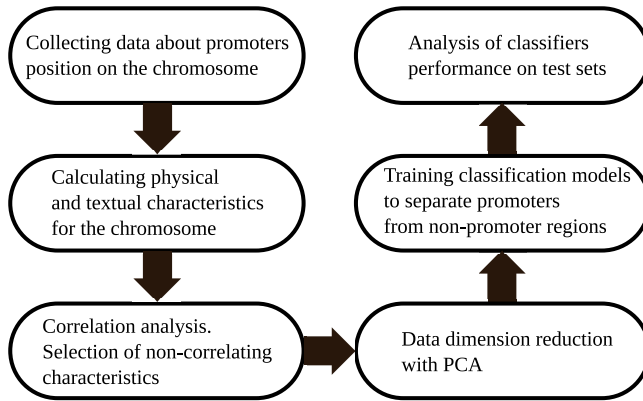 Collecting data about promoters
position on the chromosome
Calculating physical
and textual characteristics
for the chromosome
Correlation analysis.
Selection of non-correlating
characteristics
Data dimension reduction
with PCA
Training classification models
to separate promoters
from non-promoter regions
Analysis of classifiers
performance on test sets